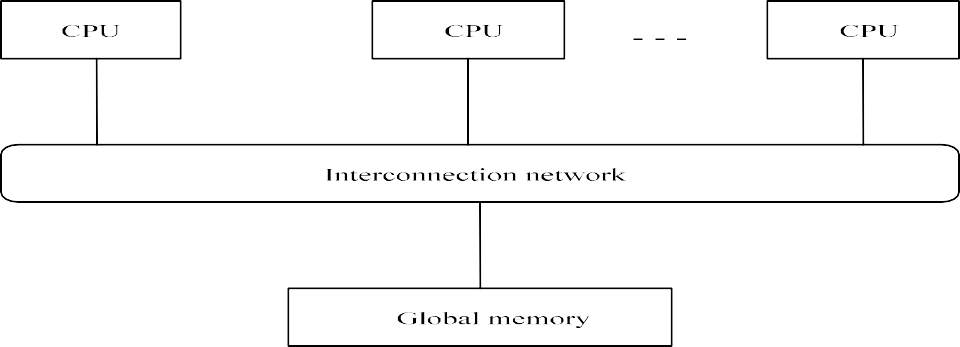 CPU
CPU
- - -
CPU
Interconnection network
Global memory